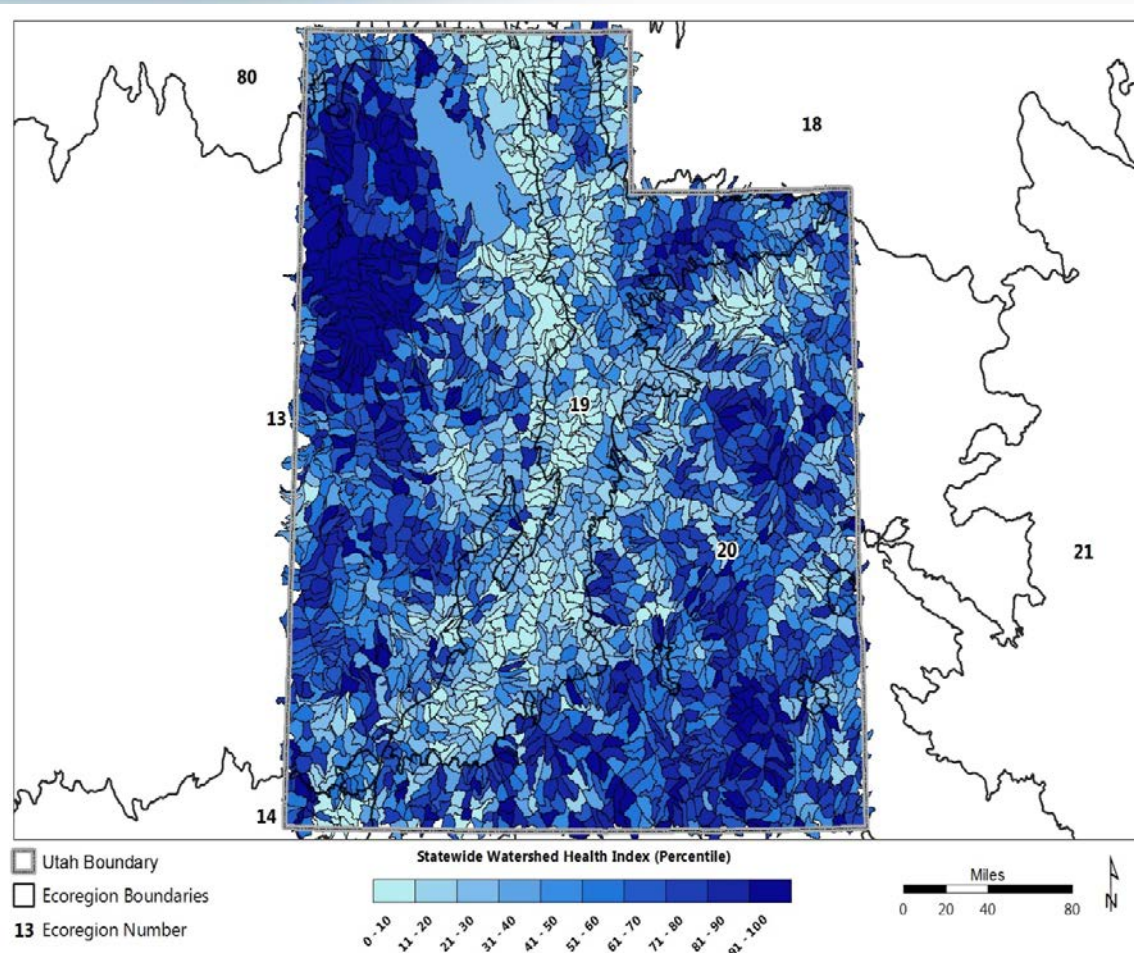 80
18
13
19
20
21
14
Utah Boundary
Ecoregion Boundaries
13 Ecoregion Number
Statewide Watershed Health Index (Percentile)
0 - 10
11 - 20
21 - 30
31 - 40
41 - 50
51 - 60
61 - 70
71 - 80
81 - 90
91 - 100
Miles
0 20 40 80
N